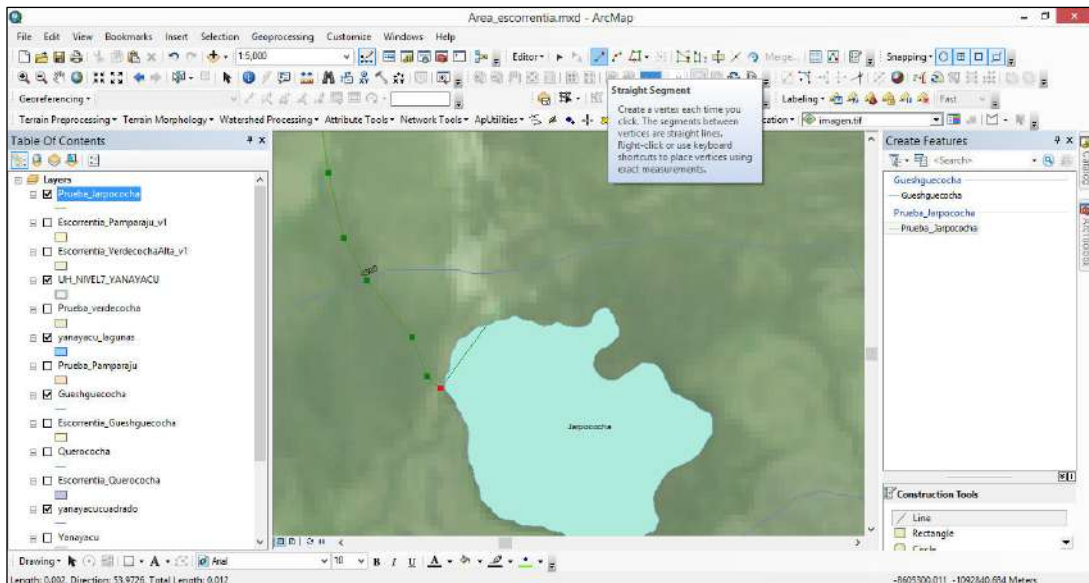 Area_escorrentia.mxd - ArcMap
File Edit View Bookmarks Insert Selection Geoprocessing Customize Windows Help
1:5,000
Editor
Merge...
Snapping
Straight Segment
Create a vertex each time you
click. The segments between
vertices are straight lines.
Right-click or use keyboard
shortcuts to place vertices using
exact measurements.
Georeferencing
Labeling
Fast
Terrain Preprocessing Terrain Morphology Watershed Processing Attribute Tools Network Tools ApUtilities
imagen.tif
Table Of Contents
Layers
Prueba_Jarpococha
Escorrentia_Pamparaju_v1
Escorrentia_VerdecochaAlta_v1
UH_NIVEL7_YANAYACU
Prueba_verdecocha
yanayacu_lagunas
Prueba_Pamparaju
Gueshguecocha
Escorrentia_Gueshguecocha
Querococha
Escorrentia_Querococha
yanayacucuadrado
Yanayacu
Jarpococha
Create Features
<Search>
Gueshguecocha
Gueshguecocha
Prueba_Jarpococha
Prueba_Jarpococha
Catalog
Construction Tools
Line
Rectangle
Circle
Drawing
Arial
10
B I U A
Length: 0.092, Direction: 53.9726, Total Length: 0.012
-8605300.011 -1092840.684 Meters